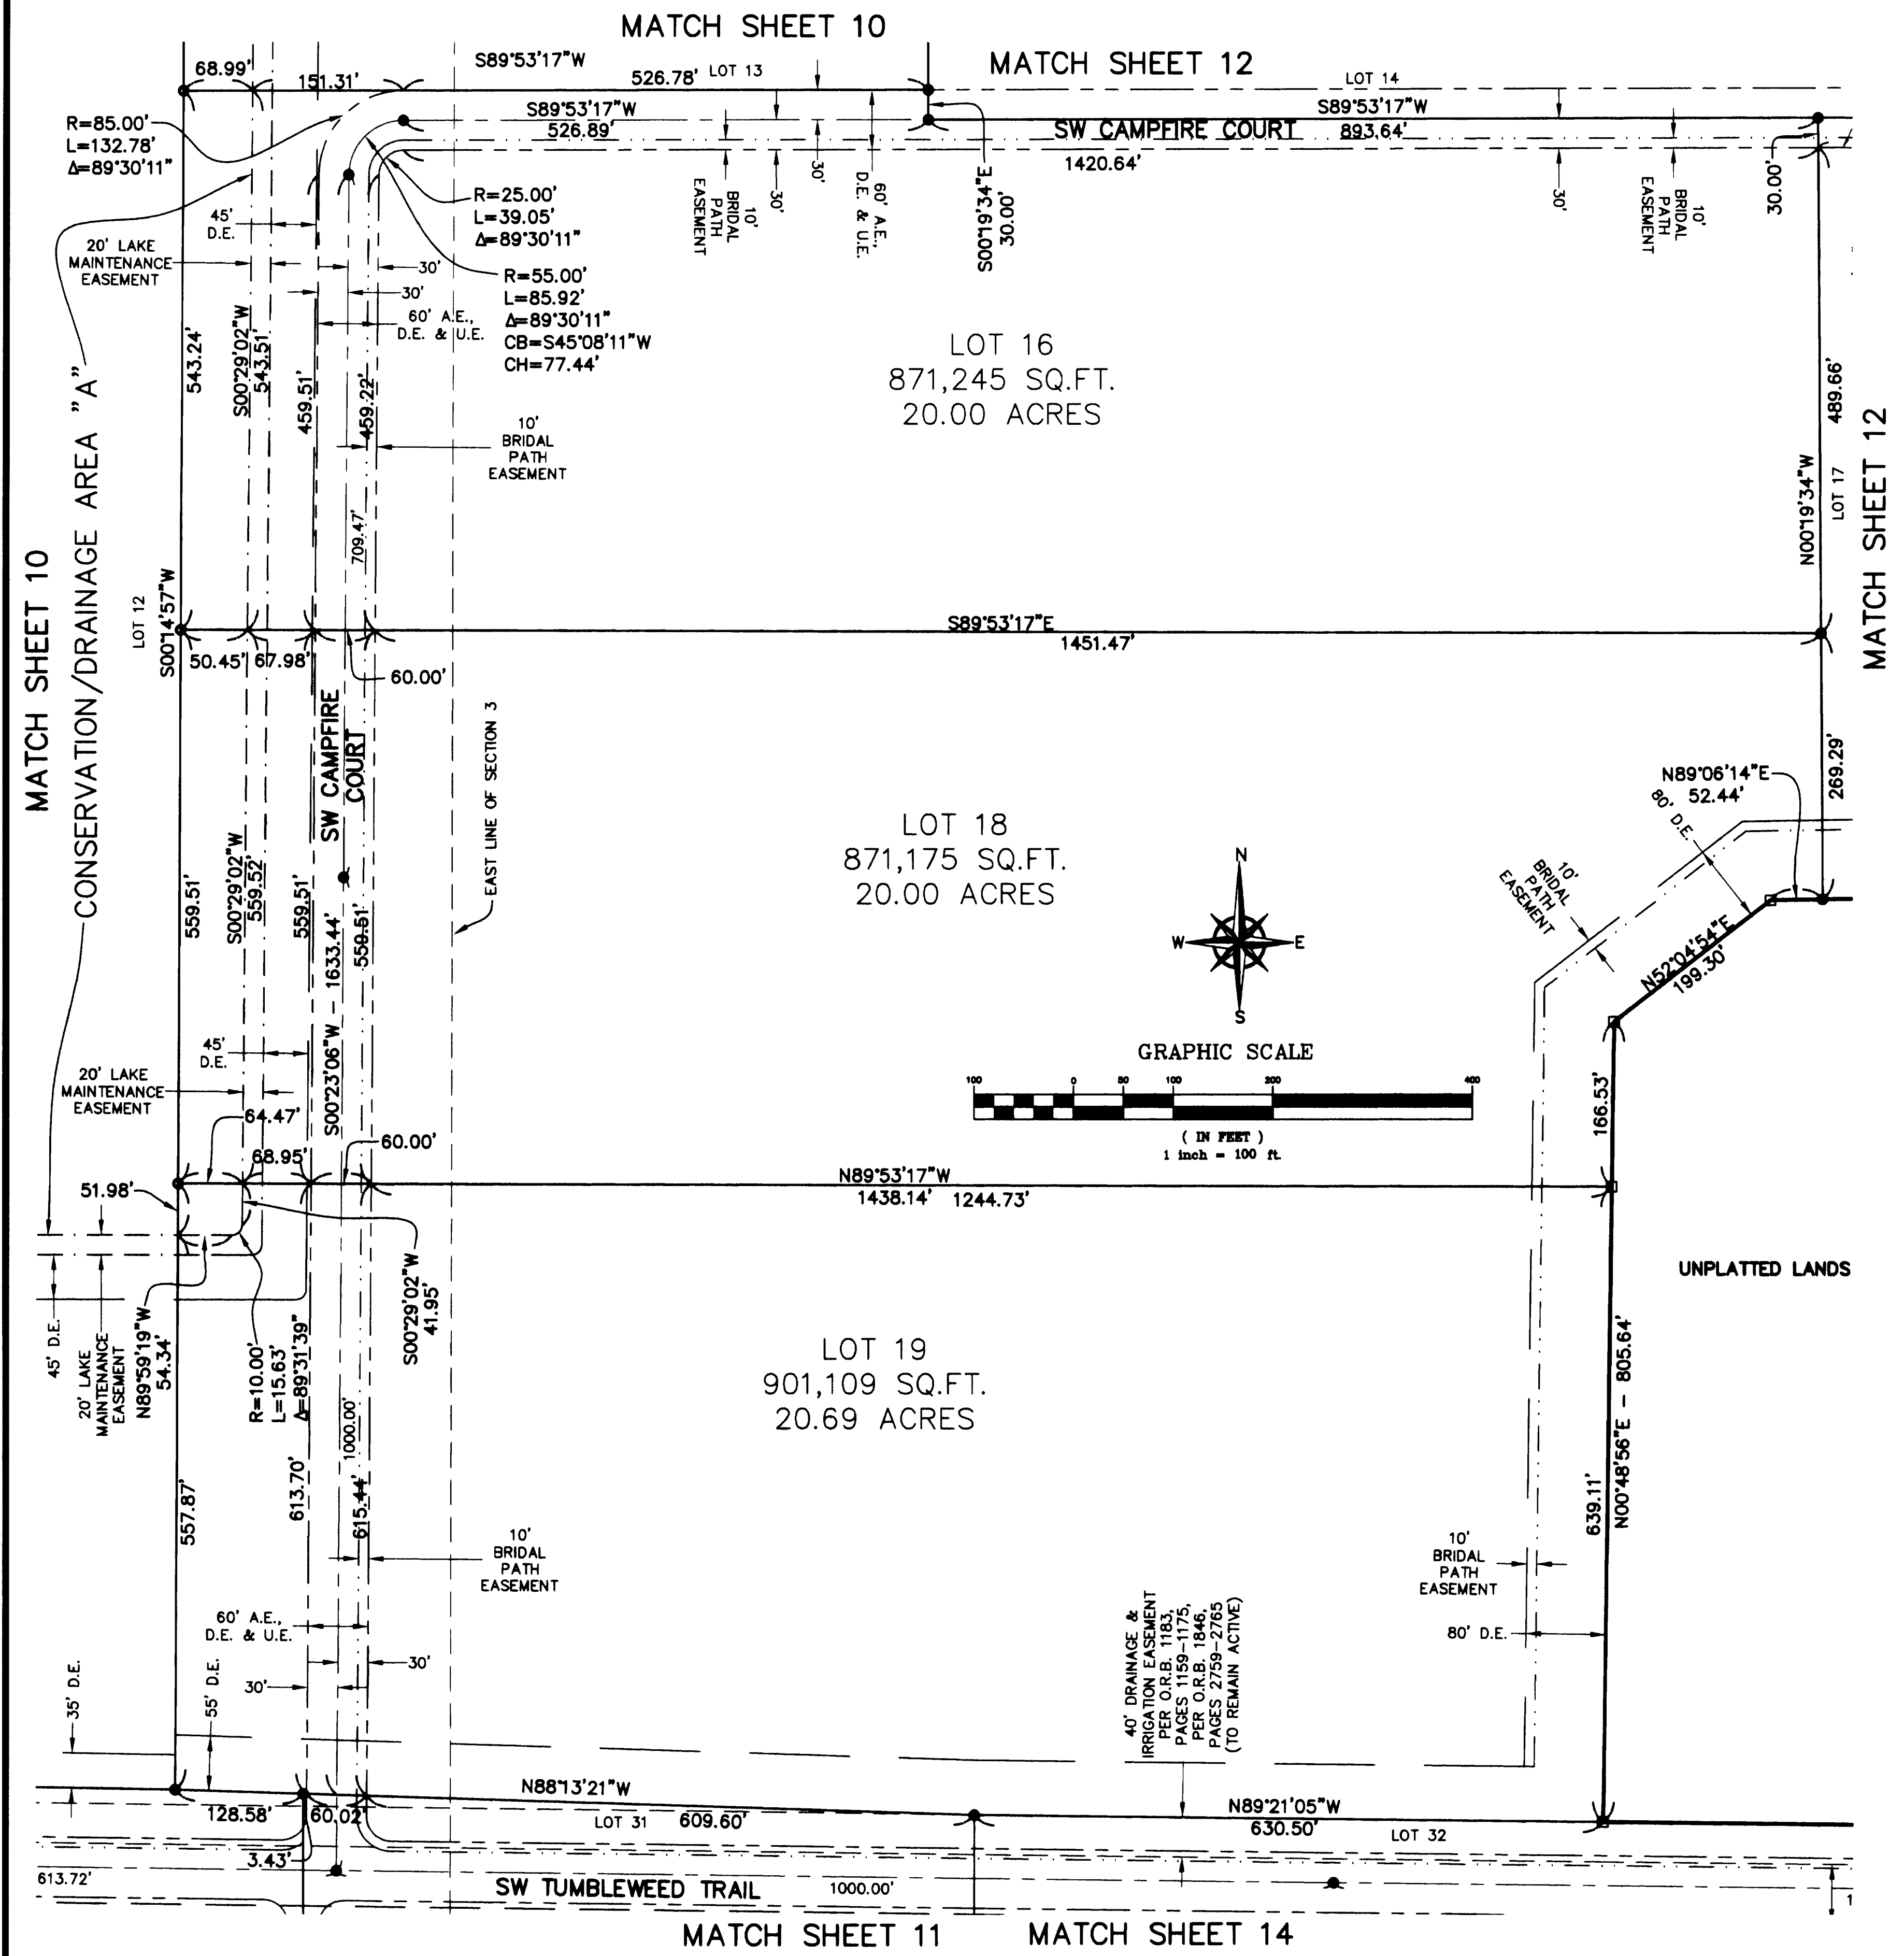 MATCH SHEET 10
MATCH SHEET 12
68.99'
151.31'
S89°53'17"W
526.78'
LOT 13
LOT 14
S89°53'17"W
526.89'
S89°53'17"W
SW CAMPFIRE COURT
893.64'
1420.64'
R=85.00'
L=132.78'
Δ=89°30'11"
R=25.00'
L=39.05'
Δ=89°30'11"
R=55.00'
L=85.92'
Δ=89°30'11"
CB=S45°08'11"W
CH=77.44'
45'
D.E.
20' LAKE
MAINTENANCE
EASEMENT
30'
30'
60' A.E.,
D.E. & U.E.
10'
BRIDAL
PATH
EASEMENT
30'
30'
60' A.E.,
D.E. & U.E.
S00°19'34"E
30.00'
30'
10'
BRIDAL
PATH
EASEMENT
30.00'
543.24'
S00°29'02"W
543.51'
459.51'
459.22'
10'
BRIDAL
PATH
EASEMENT
709.47'
LOT 16
871,245 SQ.FT.
20.00 ACRES
489.66'
N00°19'34"W
LOT 17
MATCH SHEET 12
MATCH SHEET 10
CONSERVATION/DRAINAGE AREA "A"
LOT 12
S00°14'57"W
S89°53'17"E
1451.47'
50.45'
67.98'
60.00'
SW CAMPFIRE
COURT
EAST LINE OF SECTION 3
LOT 18
871,175 SQ.FT.
20.00 ACRES
269.29'
N89°06'14"E
52.44'
80' D.E.
10'
BRIDAL
PATH
EASEMENT
N52°04'54"E
199.30'
559.51'
S00°29'02"W
559.52'
559.51'
S00°23'06"W - 1633.44'
559.51'
N
W
E
S
GRAPHIC SCALE
100 0 50 100 200 400
( IN FEET )
1 inch = 100 ft.
45'
D.E.
20' LAKE
MAINTENANCE
EASEMENT
64.47'
68.95'
60.00'
166.53'
N89°53'17"W
1438.14'
1244.73'
51.98'
S00°29'02"W
41.95'
UNPLATTED LANDS
45' D.E.
20' LAKE
MAINTENANCE
EASEMENT
N89°59'19"W
54.34'
R=10.00'
L=15.63'
Δ=89°31'39"
LOT 19
901,109 SQ.FT.
20.69 ACRES
1000.00'
557.87'
613.70'
615.44'
639.11'
N00°48'56"E - 805.64'
10'
BRIDAL
PATH
EASEMENT
10'
BRIDAL
PATH
EASEMENT
60' A.E.,
D.E. & U.E.
30'
30'
80' D.E.
40' DRAINAGE &
IRRIGATION EASEMENT
PER O.R.B. 1183,
PAGES 1159-1175,
PER O.R.B. 1846,
PAGES 2759-2765
(TO REMAIN ACTIVE)
35' D.E.
55' D.E.
N88°13'21"W
N89°21'05"W
128.58'
60.02'
LOT 31
609.60'
630.50'
LOT 32
3.43'
613.72'
SW TUMBLEWEED TRAIL
1000.00'
1
MATCH SHEET 11
MATCH SHEET 14